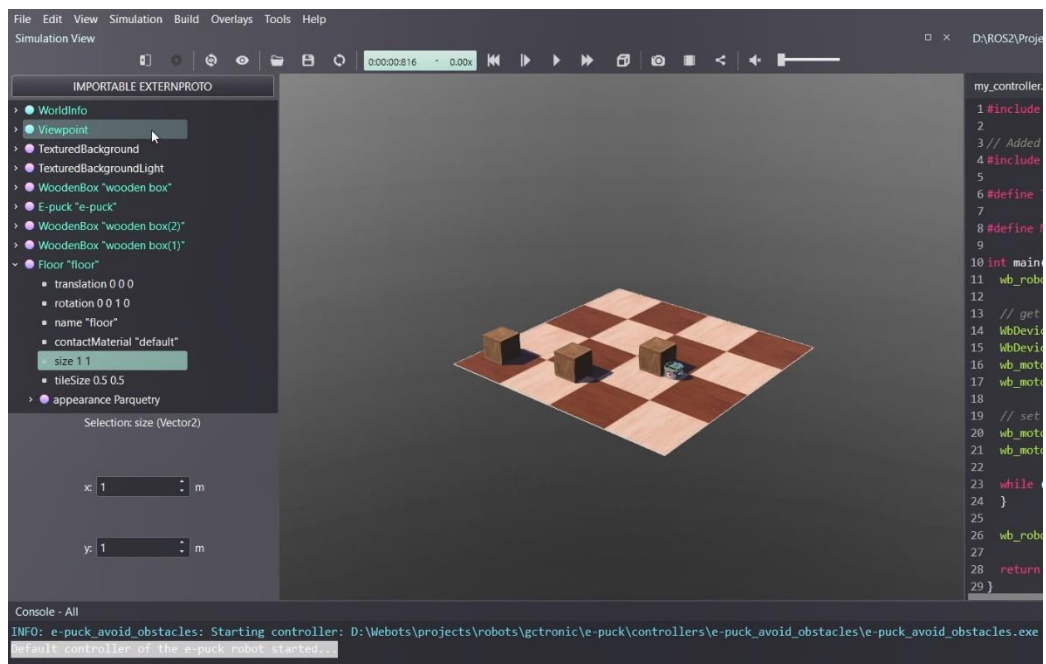 File Edit View Simulation Build Overlays Tools Help
Simulation View
D:\ROS2\Proje
0:00:00:816 - 0.00x
IMPORTABLE EXTERNPROTO
WorldInfo
Viewpoint
TexturedBackground
TexturedBackgroundLight
WoodenBox "wooden box"
E-puck "e-puck"
WoodenBox "wooden box(2)"
WoodenBox "wooden box(1)"
Floor "floor"
translation 0 0 0
rotation 0 0 1 0
name "floor"
contactMaterial "default"
size 1 1
tileSize 0.5 0.5
appearance Parquetry
Selection: size (Vector2)
x: 1 m
y: 1 m
my_controller.
1 #include
2
3 // Added
4 #include
5
6 #define
7
8 #define
9
10 int main(
11 wb_robo
12
13 // get
14 WbDevic
15 WbDevic
16 wb_moto
17 wb_moto
18
19 // set
20 wb_moto
21 wb_moto
22
23 while
24 }
25
26 wb_robo
27
28 return
29 }
Console - All
INFO: e-puck_avoid_obstacles: Starting controller: D:\Webots\projects\robots\gctronic\e-puck\controllers\e-puck_avoid_obstacles\e-puck_avoid_obstacles.exe
Default controller of the e-puck robot started...